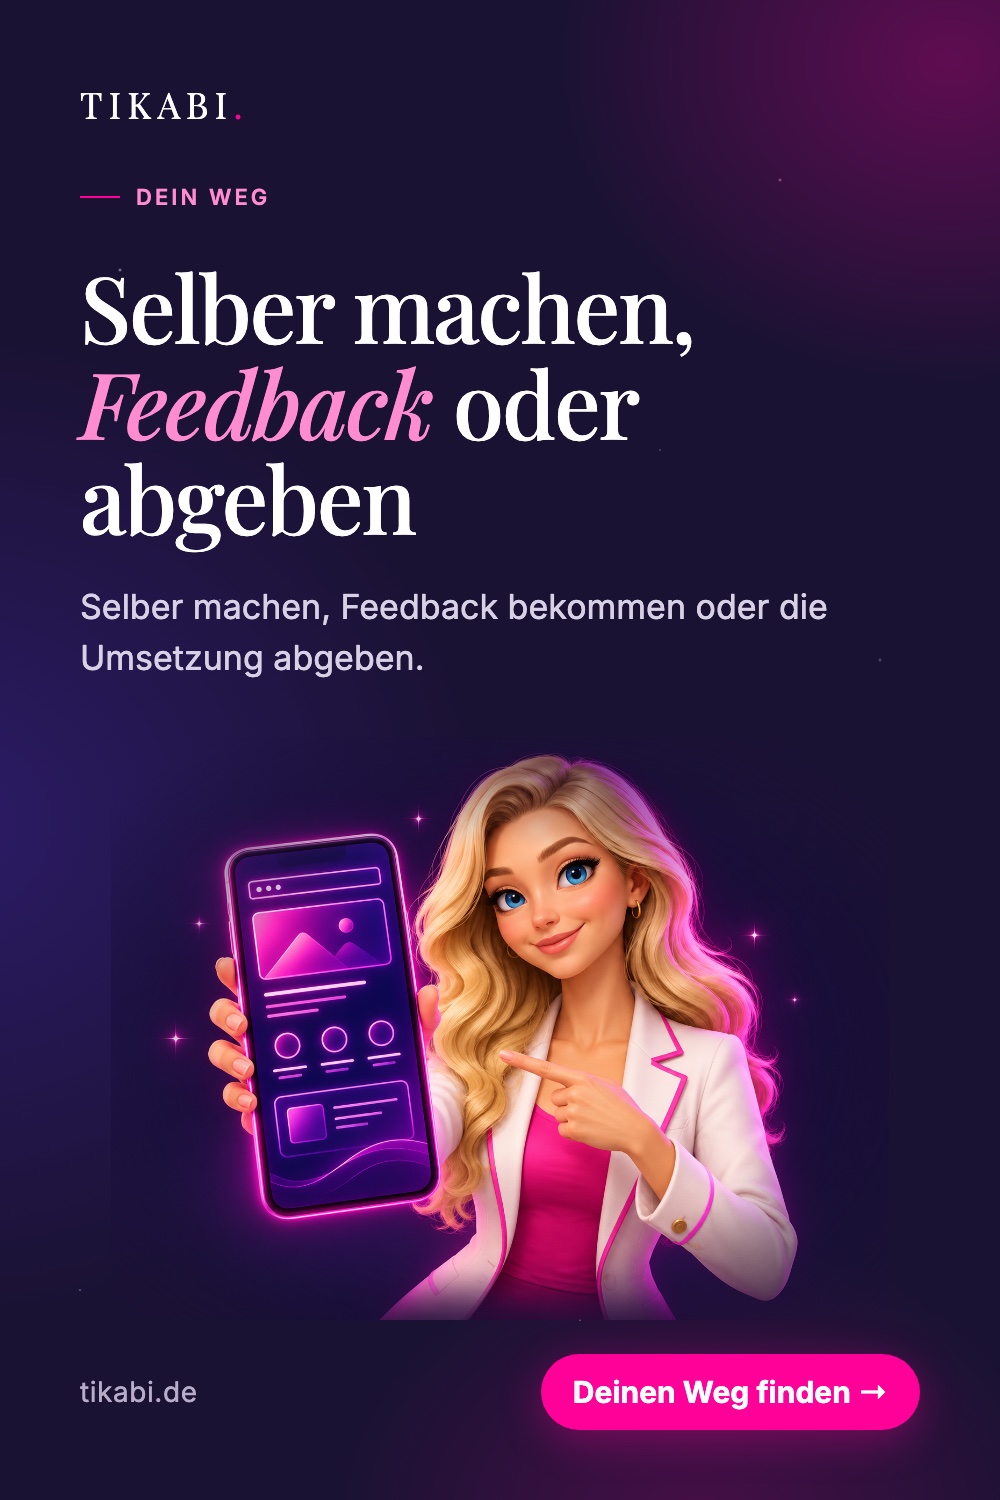 TIKABI.
DEIN WEG
Selber machen,
Feedback oder
abgeben
Selber machen, Feedback bekommen oder die
Umsetzung abgeben.
tikabi.de
Deinen Weg finden →